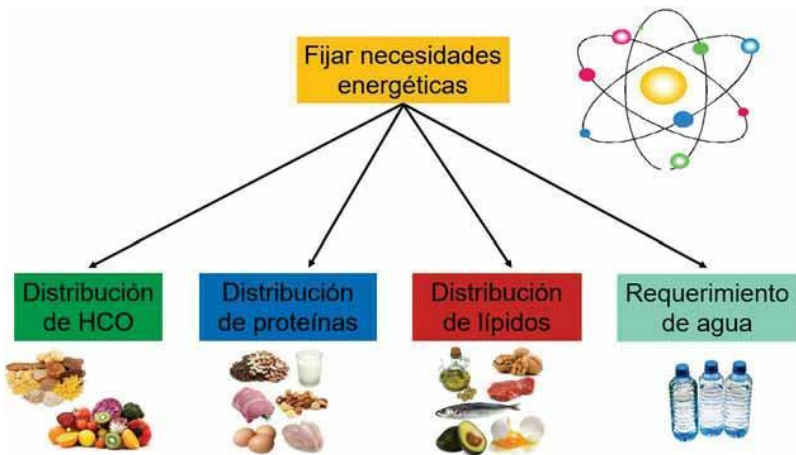 Fijar necesidades
energéticas
Distribución
de HCO
Distribución
de proteínas
Distribución
de lípidos
Requerimiento
de agua